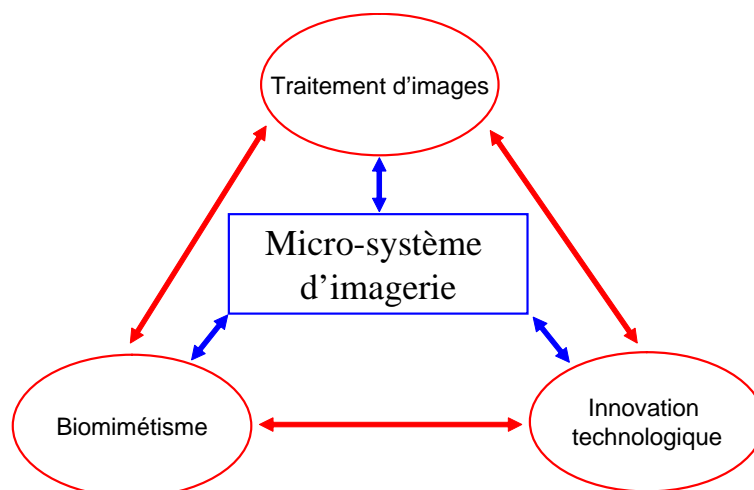 Traitement d’images
Micro-système
d’imagerie
Biomimétisme
Innovation
technologique